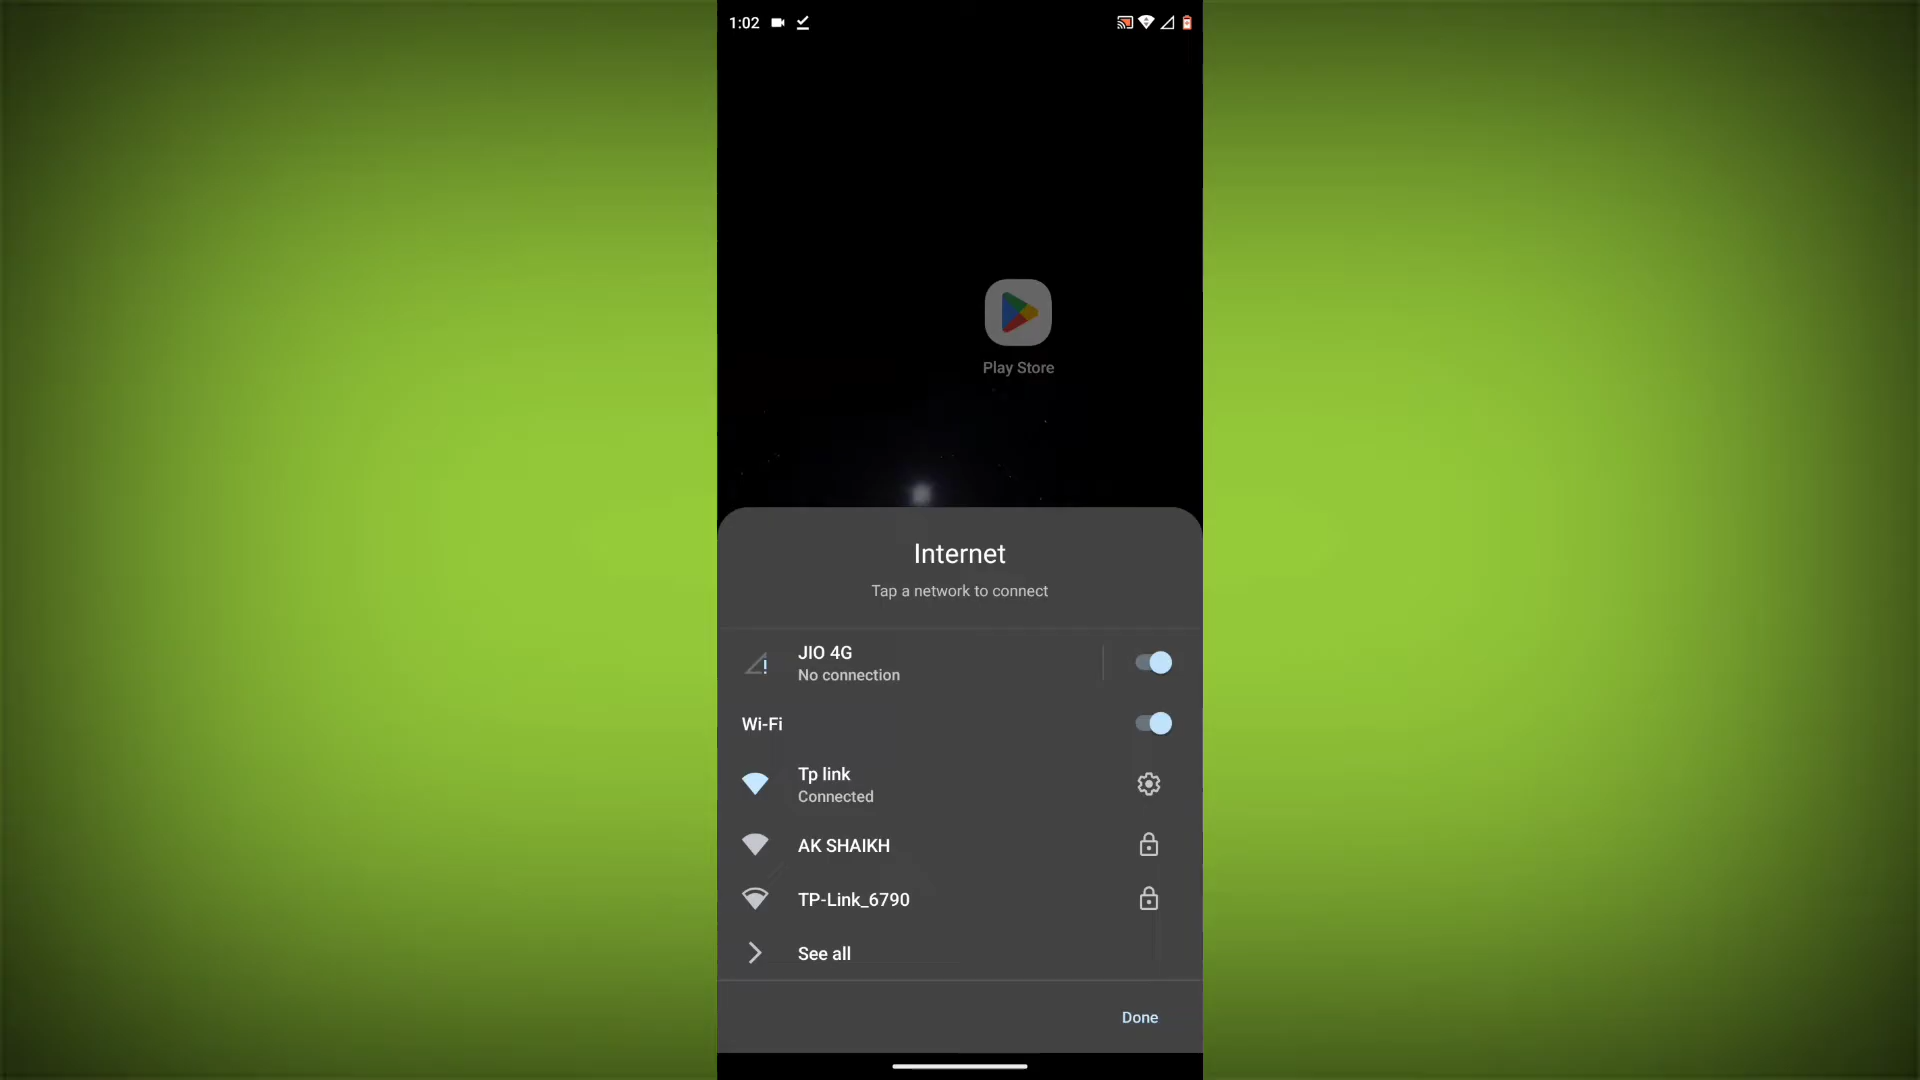 1:02
Play Store
Internet
Tap a network to connect
JIO 4G
No connection
Wi-Fi
Tp link
Connected
AK SHAIKH
TP-Link_6790
See all
Done